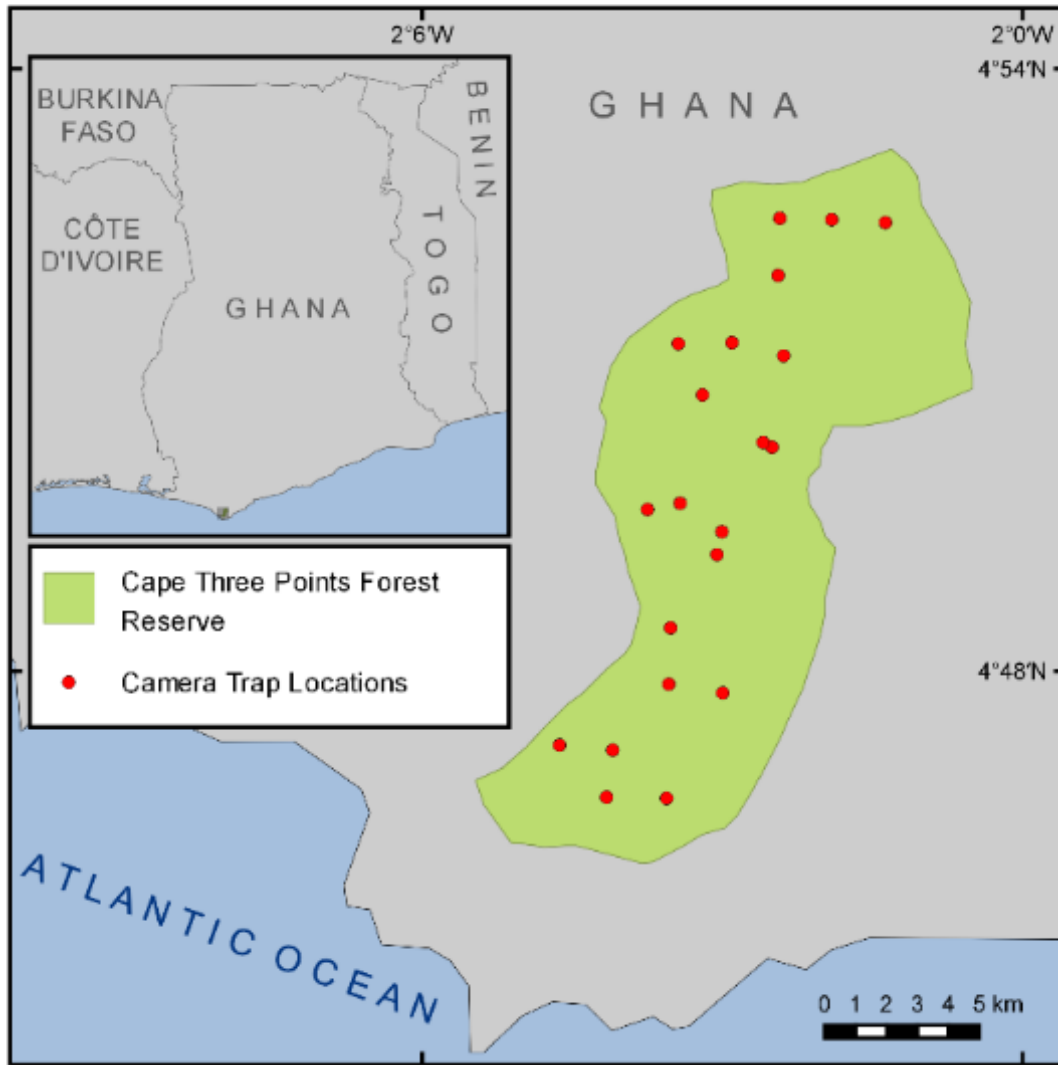 2°6'W
2°0'W
4°54'N
GHANA
BURKINA
FASO
BENIN
CÔTE
D'IVOIRE
TOGO
GHANA
Cape Three Points Forest
Reserve
Camera Trap Locations
4°48'N
ATLANTIC OCEAN
0 1 2 3 4 5 km